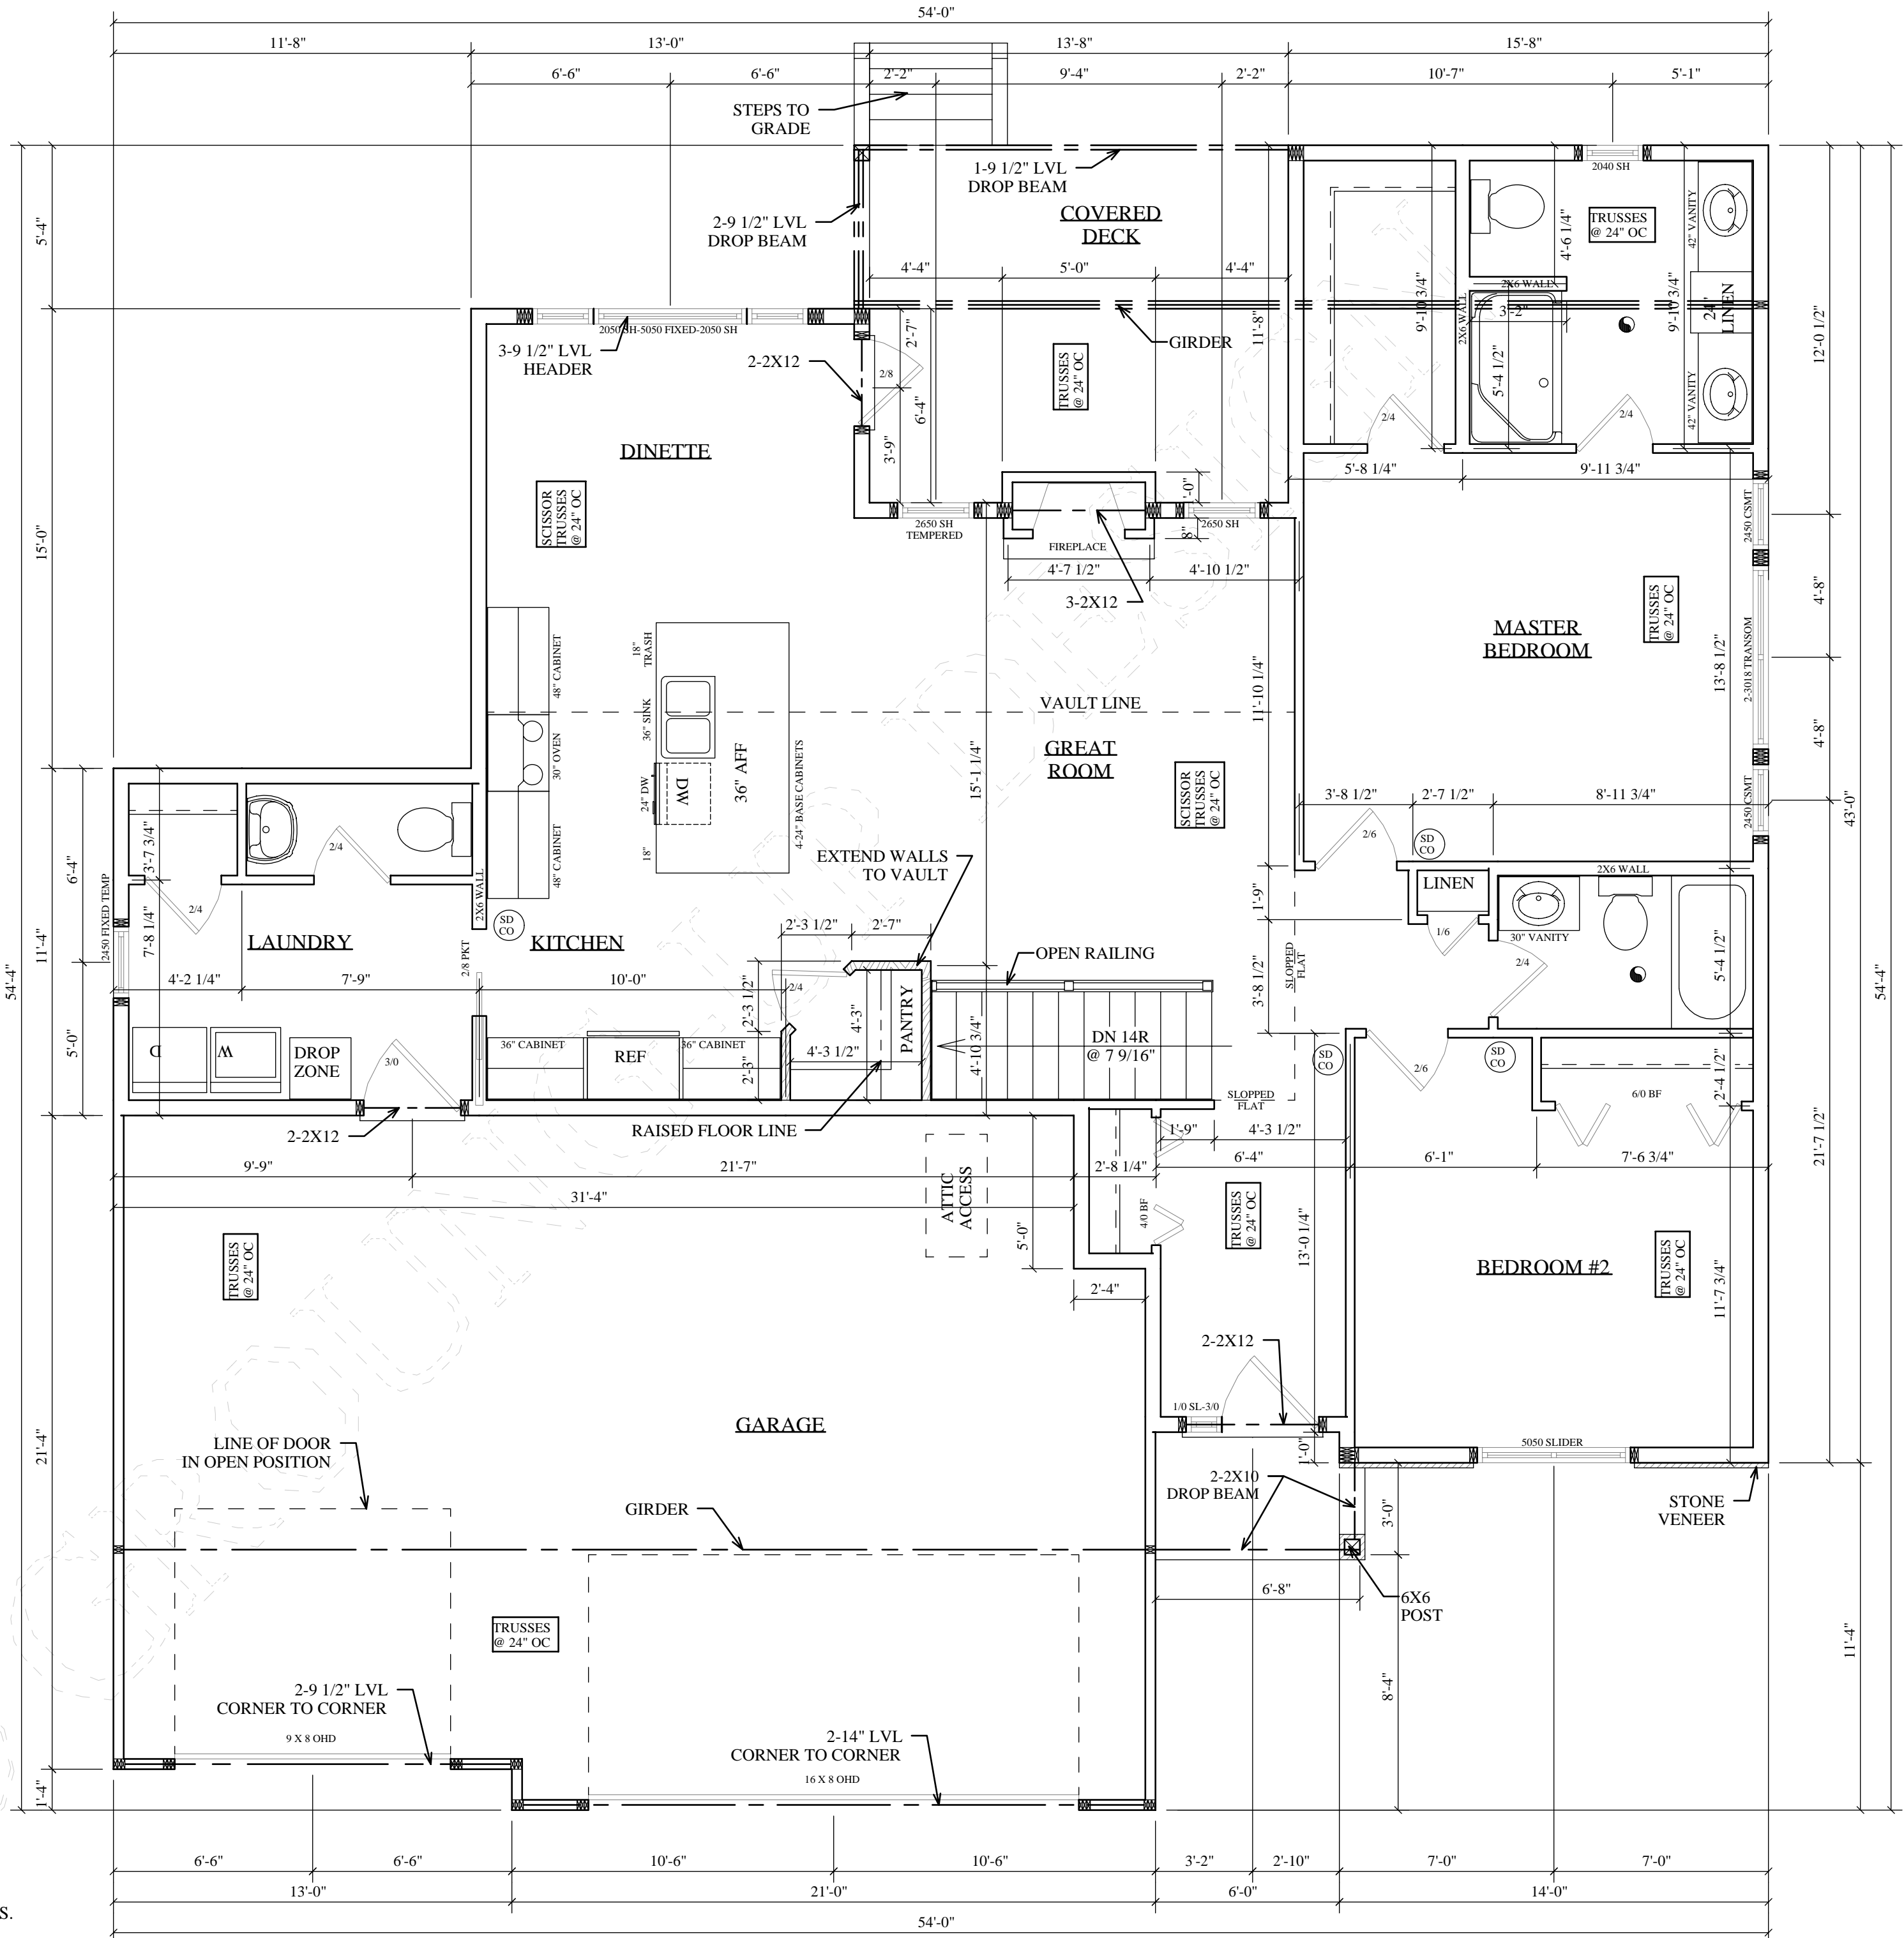 54'-0"
11'-8"
13'-0"
13'-8"
15'-8"
6'-6"
6'-6"
2'-2"
9'-4"
2'-2"
10'-7"
5'-1"
STEPS TO
GRADE
1-9 1/2" LVL
DROP BEAM
2-9 1/2" LVL
DROP BEAM
COVERED
DECK
2040 SH
TRUSSES
@ 24" OC
42" VANITY
24"
LINEN
42" VANITY
4'-6 1/4"
9'-10 3/4"
9'-10 3/4"
2X6 WALL
2X6 WALL
3'-2"
5'-4 1/2"
5'-4"
15'-0"
4'-4"
5'-0"
4'-4"
11'-8"
12'-0 1/2"
2050 SH-5050 FIXED-2050 SH
3-9 1/2" LVL
HEADER
2-2X12
2/8
2'-7"
6'-4"
3'-9"
GIRDER
TRUSSES
@ 24" OC
2/4
2/4
DINETTE
SCISSOR
TRUSSES
@ 24" OC
5'-8 1/4"
9'-11 3/4"
2650 SH
TEMPERED
2650 SH
8"
FIREPLACE
4'-7 1/2"
4'-10 1/2"
3-2X12
2450 CSMT
4'-8"
2-3018 TRANSOM
4'-8"
2450 CSMT
TRUSSES
@ 24" OC
MASTER
BEDROOM
13'-8 1/2"
48" CABINET
30" OVEN
48" CABINET
18"
TRASH
36" SINK
24" DW
18"
DW
36" AFF
4-24" BASE CABINETS
VAULT LINE
GREAT
ROOM
11'-10 1/4"
15'-1 1/4"
SCISSOR
TRUSSES
@ 24" OC
3'-8 1/2"
2'-7 1/2"
8'-11 3/4"
43'-0"
2/6
SD
CO
6'-4"
11'-4"
5'-0"
54'-4"
3'-7 3/4"
7'-8 1/4"
2450 FIXED TEMP
2/4
2/4
2X6 WALL
LAUNDRY
2/8 PKT
SD
CO
KITCHEN
4'-2 1/4"
7'-9"
10'-0"
EXTEND WALLS
TO VAULT
2'-3 1/2"
2'-7"
2'-3 1/2"
2'-3"
2/4
4'-3"
PANTRY
4'-3 1/2"
OPEN RAILING
4'-10 3/4"
DN 14R
@ 7 9/16"
1'-9"
3'-8 1/2"
SLOPPED
FLAT
SLOPPED
FLAT
LINEN
1/6
2X6 WALL
30" VANITY
2/4
5'-4 1/2"
54'-4"
D
W
DROP
ZONE
3/0
36" CABINET
REF
36" CABINET
2-2X12
RAISED FLOOR LINE
SD
CO
2/6
SD
CO
6/0 BF
2'-4 1/2"
21'-7 1/2"
9'-9"
21'-7"
2'-8 1/4"
31'-4"
1'-9"
4'-3 1/2"
6'-4"
6'-1"
7'-6 3/4"
ATTIC
ACCESS
5'-0"
4/0 BF
TRUSSES
@ 24" OC
13'-0 1/4"
TRUSSES
@ 24" OC
2'-4"
BEDROOM #2
TRUSSES
@ 24" OC
11'-7 3/4"
2-2X12
1/0 SL-3/0
GARAGE
21'-4"
LINE OF DOOR
IN OPEN POSITION
1'-0"
5050 SLIDER
2-2X10
DROP BEAM
STONE
VENEER
3'-0"
GIRDER
6'-8"
6X6
POST
TRUSSES
@ 24" OC
8'-4"
11'-4"
2-9 1/2" LVL
CORNER TO CORNER
9 X 8 OHD
2-14" LVL
CORNER TO CORNER
16 X 8 OHD
1'-4"
6'-6"
6'-6"
10'-6"
10'-6"
3'-2"
2'-10"
7'-0"
7'-0"
13'-0"
21'-0"
6'-0"
14'-0"
S.
54'-0"